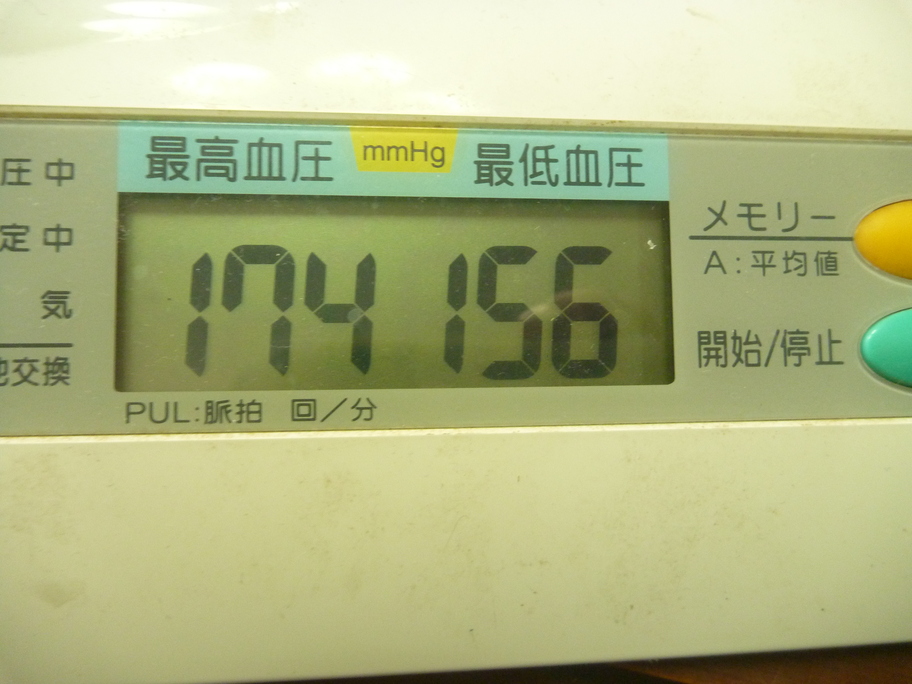 最高血圧 mmHg 最低血圧
圧中
定中
気
交換
174 156
メモリー
A:平均値
開始/停止
PUL:脈拍 回/分